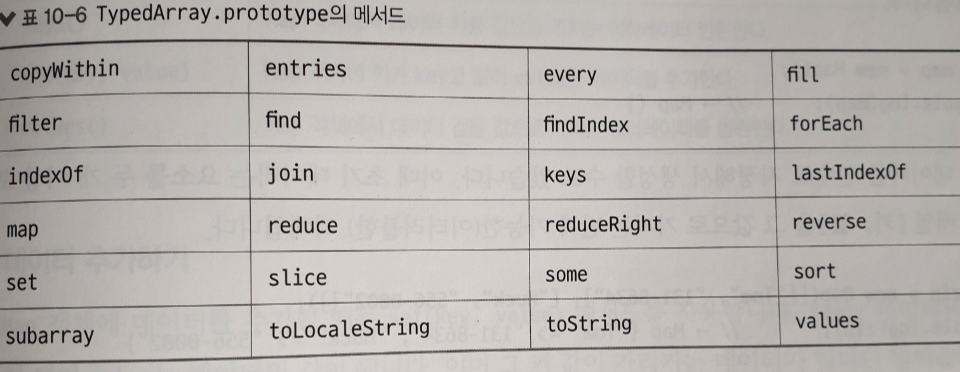 ∨ 표 10-6 TypedArray.prototype의 메서드
copyWithin entries every fill
filter find findIndex forEach
indexOf join keys lastIndexOf
map reduce reduceRight reverse
set slice some sort
subarray toLocaleString toString values